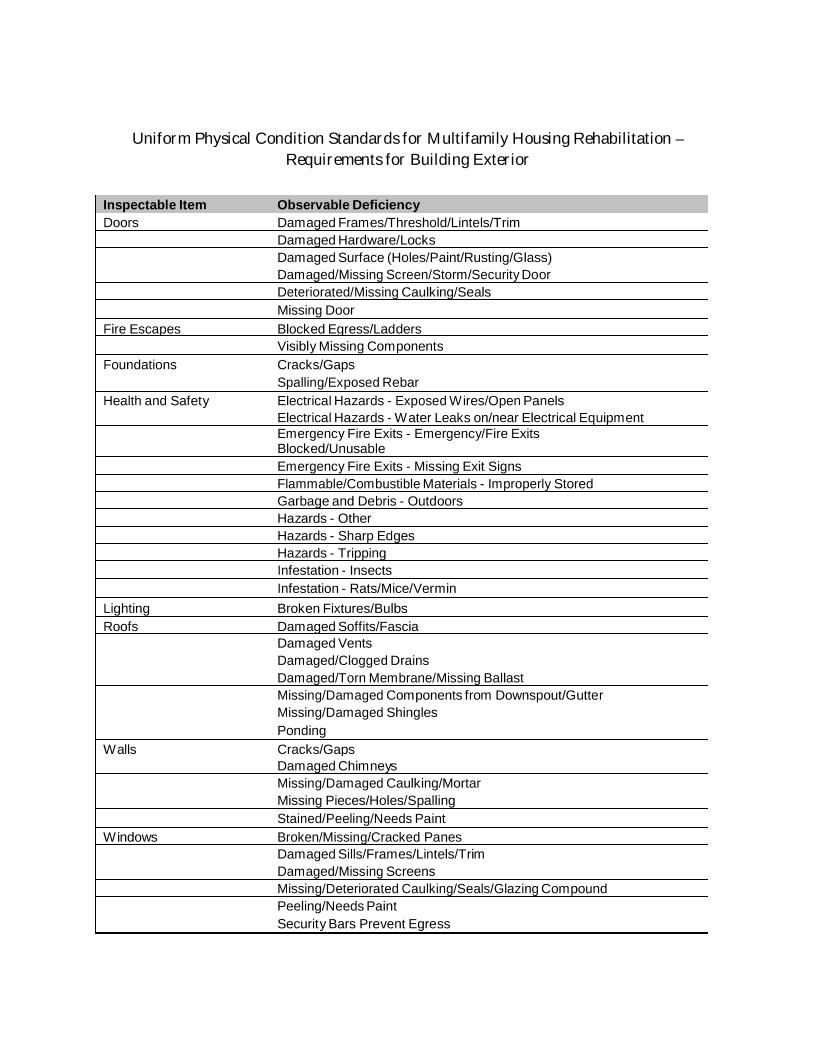 Uniform Physical Condition Standards for Multifamily Housing Rehabilitation –
Requirements for Building Exterior
Inspectable Item Observable Deficiency
Doors Damaged Frames/Threshold/Lintels/Trim
Damaged Hardware/Locks
Damaged Surface (Holes/Paint/Rusting/Glass)
Damaged/Missing Screen/Storm/Security Door
Deteriorated/Missing Caulking/Seals
Missing Door
Fire Escapes Blocked Egress/Ladders
Visibly Missing Components
Foundations Cracks/Gaps
Spalling/Exposed Rebar
Health and Safety Electrical Hazards - Exposed Wires/Open Panels
Electrical Hazards - Water Leaks on/near Electrical Equipment
Emergency Fire Exits - Emergency/Fire Exits
Blocked/Unusable
Emergency Fire Exits - Missing Exit Signs
Flammable/Combustible Materials - Improperly Stored
Garbage and Debris - Outdoors
Hazards - Other
Hazards - Sharp Edges
Hazards - Tripping
Infestation - Insects
Infestation - Rats/Mice/Vermin
Lighting Broken Fixtures/Bulbs
Roofs Damaged Soffits/Fascia
Damaged Vents
Damaged/Clogged Drains
Damaged/Torn Membrane/Missing Ballast
Missing/Damaged Components from Downspout/Gutter
Missing/Damaged Shingles
Ponding
Walls Cracks/Gaps
Damaged Chimneys
Missing/Damaged Caulking/Mortar
Missing Pieces/Holes/Spalling
Stained/Peeling/Needs Paint
Windows Broken/Missing/Cracked Panes
Damaged Sills/Frames/Lintels/Trim
Damaged/Missing Screens
Missing/Deteriorated Caulking/Seals/Glazing Compound
Peeling/Needs Paint
Security Bars Prevent Egress